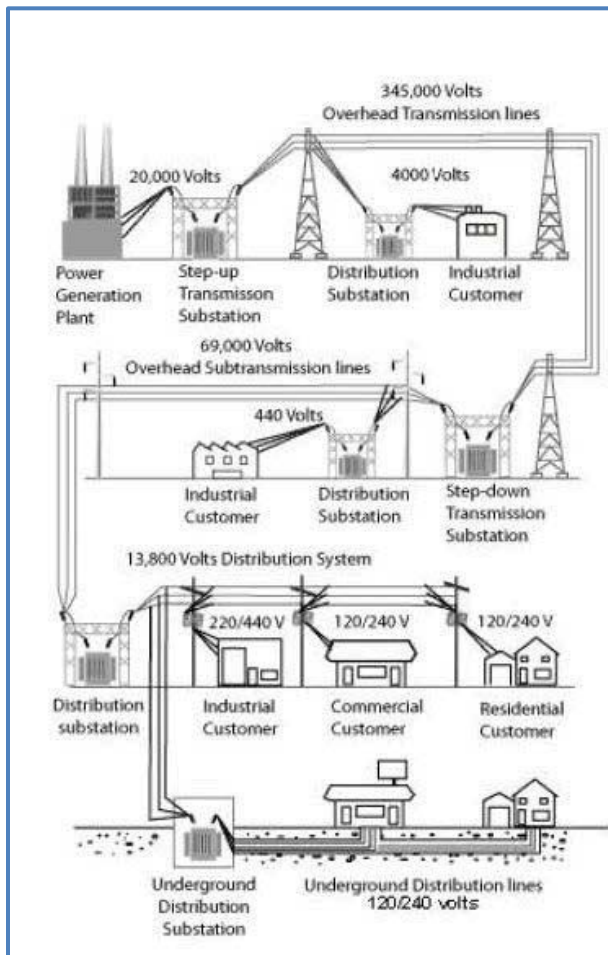 345,000 Volts
Overhead Transmission lines
20,000 Volts
4000 Volts
Power
Generation
Plant
Step-up
Transmisson
Substation
Distribution
Substation
Industrial
Customer
69,000 Volts
Overhead Subtransmission lines
440 Volts
Industrial
Customer
Distribution
Substation
Step-down
Transmission
Substation
13,800 Volts Distribution System
220/440 V
120/240 V
120/240 V
Distribution
substation
Industrial
Customer
Commercial
Customer
Residential
Customer
Underground
Distribution
Substation
Underground Distribution lines
120/240 volts